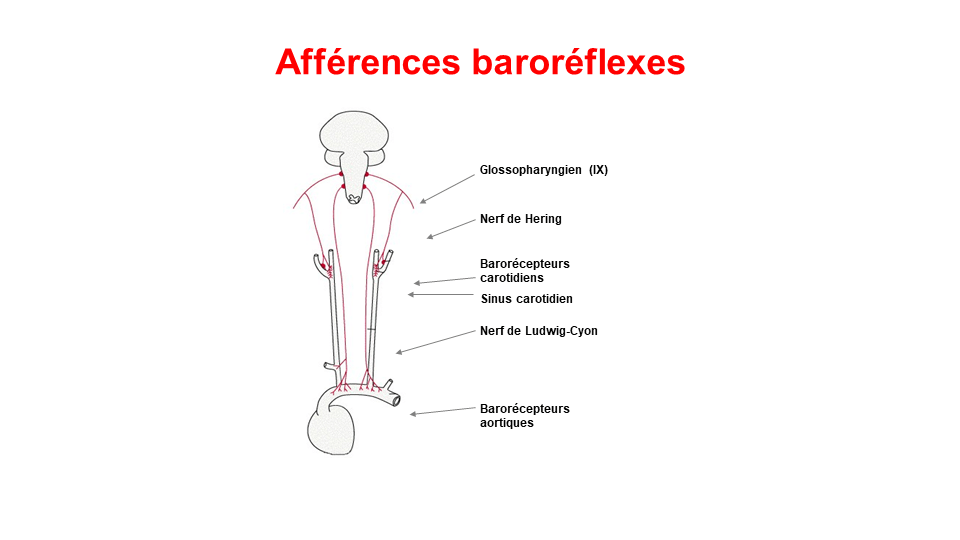 Afférences baroréflexes
Glossopharyngien (IX)
Nerf de Hering
Barorécepteurs
carotidiens
Sinus carotidien
Nerf de Ludwig-Cyon
Barorécepteurs
aortiques